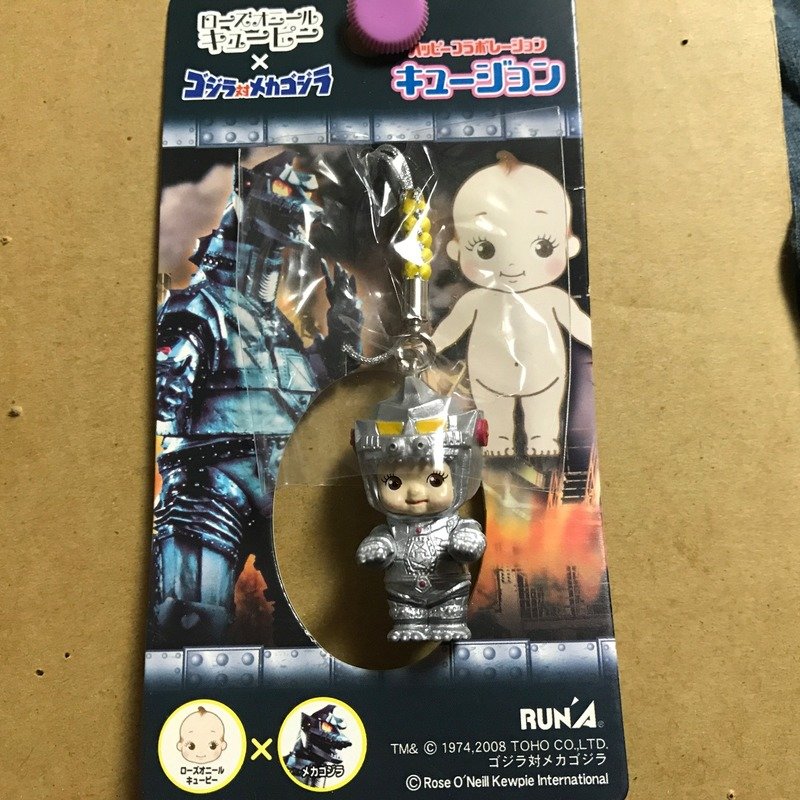 ローズオニール
キューピー
×
ゴジラ対メカゴジラ
ハッピーコラボレーション
キュージョン
ローズオニール
キューピー
×
メカゴジラ
RUN'A®
TM& © 1974,2008 TOHO CO.,LTD.
ゴジラ対メカゴジラ
©Rose O'Neill Kewpie International